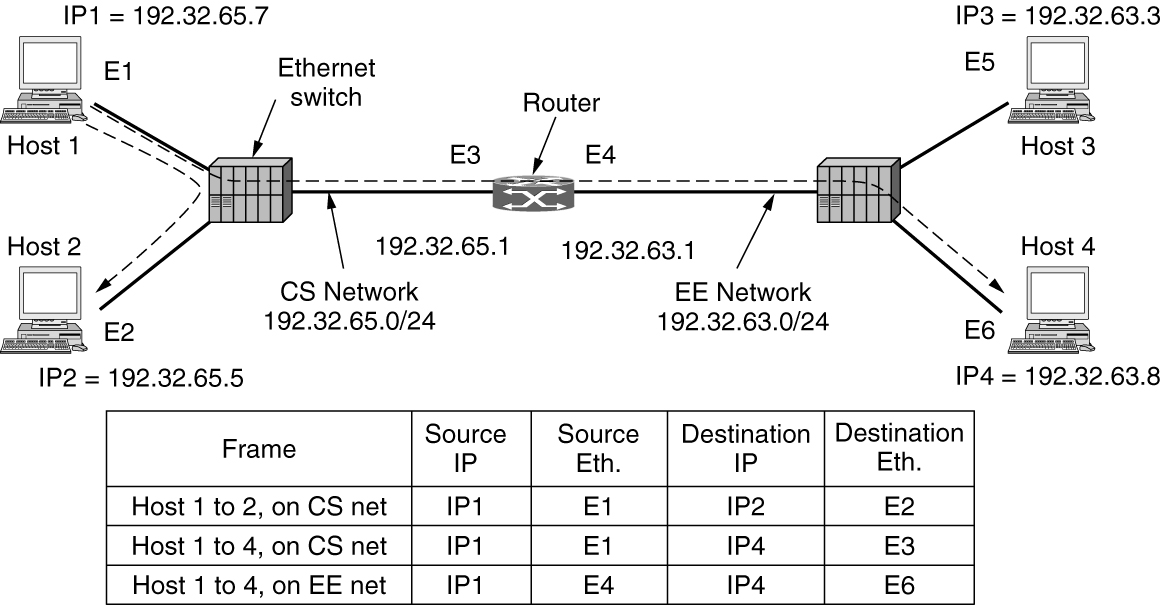 IP1 = 192.32.65.7
IP3 = 192.32.63.3
E1
Ethernet
switch
E5
Router
Host 1
Host 3
E3
E4
Host 2
192.32.65.1
192.32.63.1
Host 4
CS Network
192.32.65.0/24
EE Network
192.32.63.0/24
E2
E6
IP2 = 192.32.65.5
IP4 = 192.32.63.8
Frame
Source
IP
Source
Eth.
Destination
IP
Destination
Eth.
Host 1 to 2, on CS net IP1 E1 IP2 E2
Host 1 to 4, on CS net IP1 E1 IP4 E3
Host 1 to 4, on EE net IP1 E4 IP4 E6